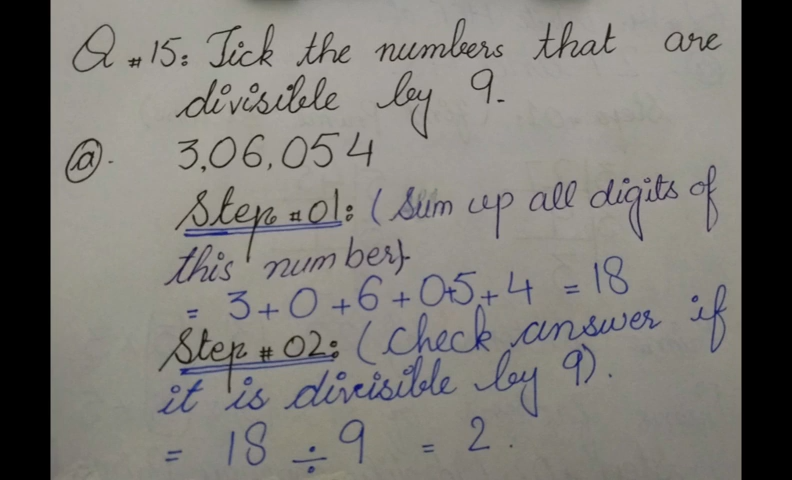 Q #15: Tick the numbers that are
divisible by 9.
(a). 3,06,054
Step #01: (Sum up all digits of
this number)
= 3+0+6+0+5+4 = 18
Step #02: (Check answer if
it is divisible by 9).
= 18 ÷ 9 = 2.